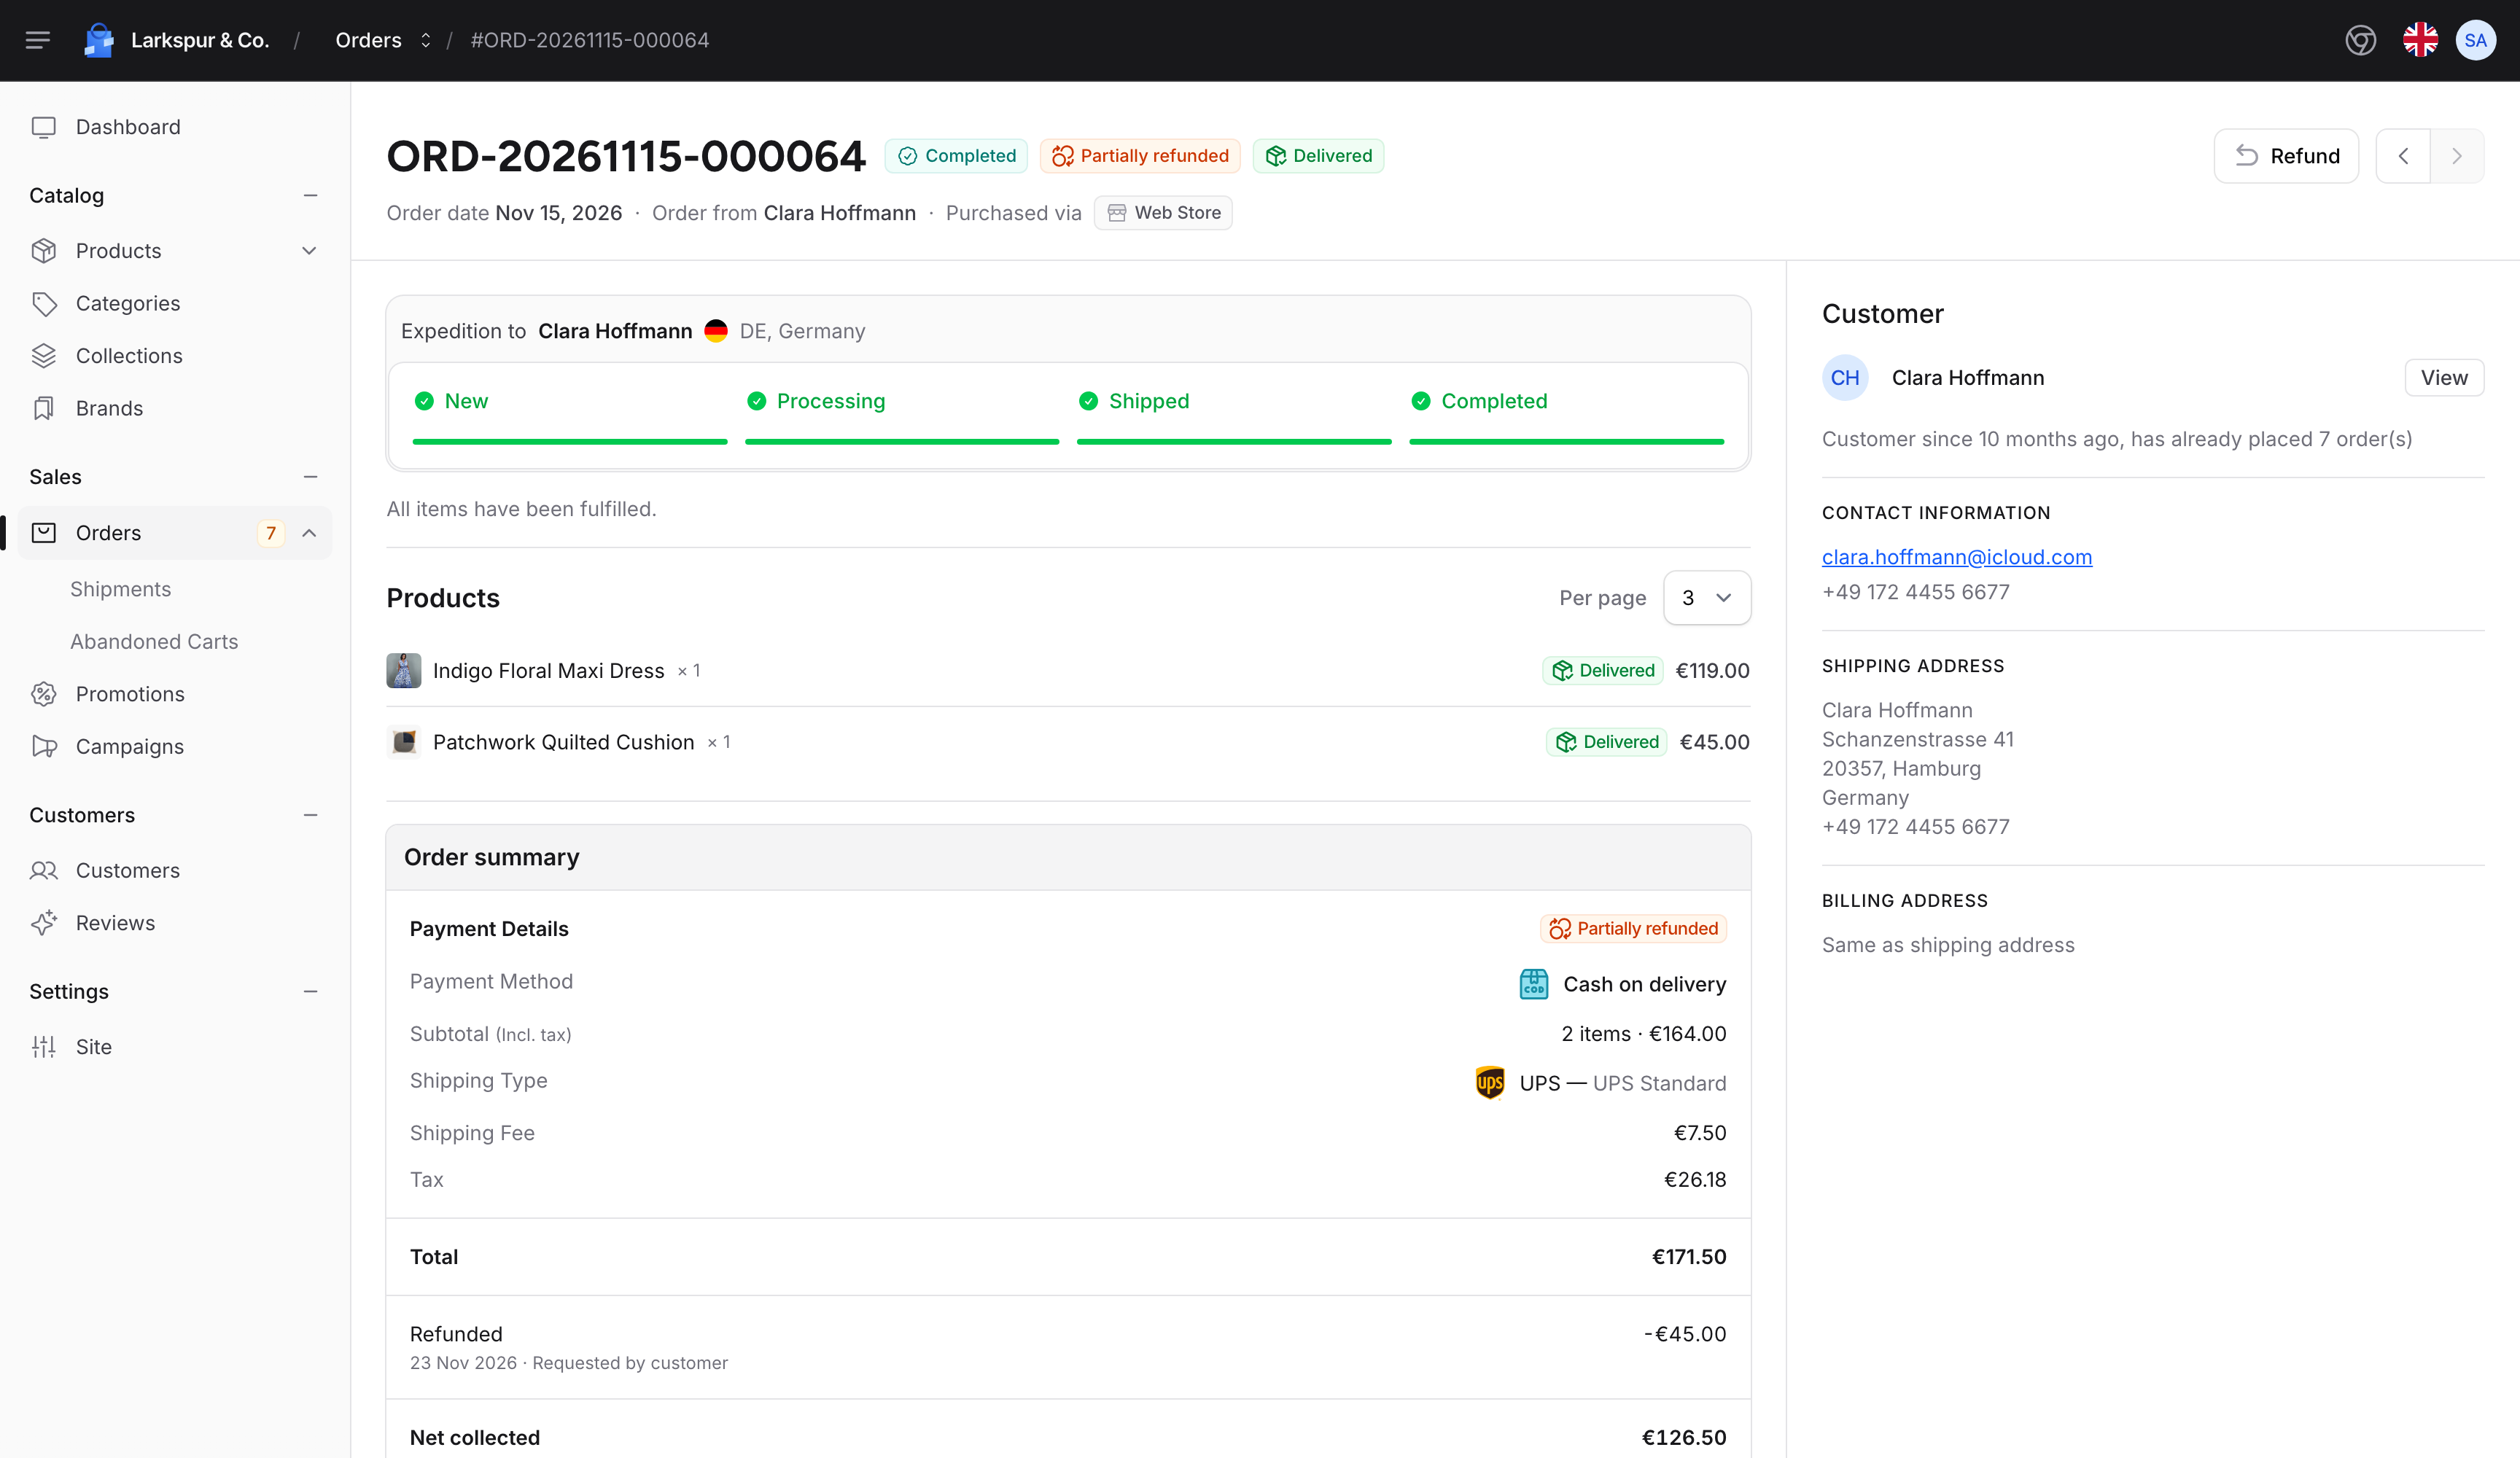 Larkspur & Co. / Orders / #ORD-20261115-000064
SA
Dashboard
Catalog
Products
Categories
Collections
Brands
Sales
Orders 7
Shipments
Abandoned Carts
Promotions
Campaigns
Customers
Customers
Reviews
Settings
Site
ORD-20261115-000064 Completed Partially refunded Delivered
Refund
Order date Nov 15, 2026 · Order from Clara Hoffmann · Purchased via Web Store
Expedition to Clara Hoffmann DE, Germany
New Processing Shipped Completed
All items have been fulfilled.
Products Per page 3
Indigo Floral Maxi Dress × 1 Delivered €119.00
Patchwork Quilted Cushion × 1 Delivered €45.00
Order summary
Payment Details Partially refunded
Payment Method COD Cash on delivery
Subtotal (Incl. tax) 2 items · €164.00
Shipping Type ups UPS — UPS Standard
Shipping Fee €7.50
Tax €26.18
Total €171.50
Refunded -€45.00
23 Nov 2026 · Requested by customer
Net collected €126.50
Customer
CH Clara Hoffmann View
Customer since 10 months ago, has already placed 7 order(s)
CONTACT INFORMATION
clara.hoffmann@icloud.com
+49 172 4455 6677
SHIPPING ADDRESS
Clara Hoffmann
Schanzenstrasse 41
20357, Hamburg
Germany
+49 172 4455 6677
BILLING ADDRESS
Same as shipping address